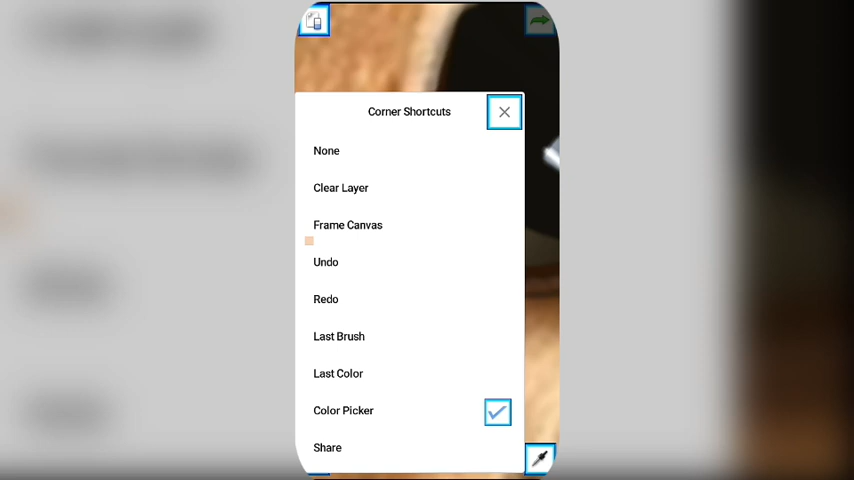 Corner Shortcuts
None
Clear Layer
Frame Canvas
Undo
Redo
Last Brush
Last Color
Color Picker
Share